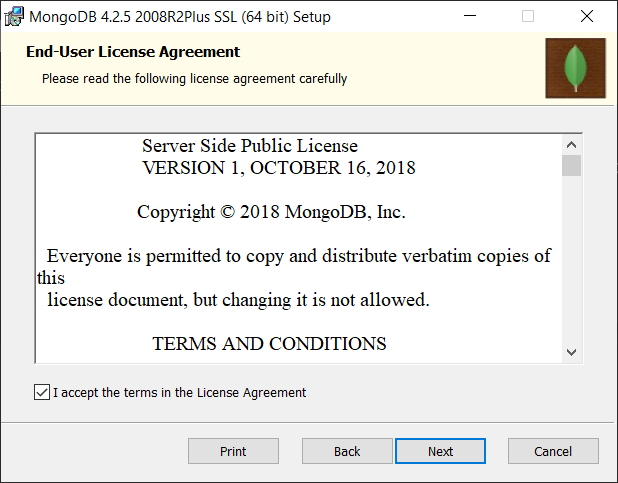 MongoDB 4.2.5 2008R2Plus SSL (64 bit) Setup
End-User License Agreement
Please read the following license agreement carefully
Server Side Public License
VERSION 1, OCTOBER 16, 2018
Copyright © 2018 MongoDB, Inc.
Everyone is permitted to copy and distribute verbatim copies of
this
license document, but changing it is not allowed.
TERMS AND CONDITIONS
I accept the terms in the License Agreement
Print Back Next Cancel